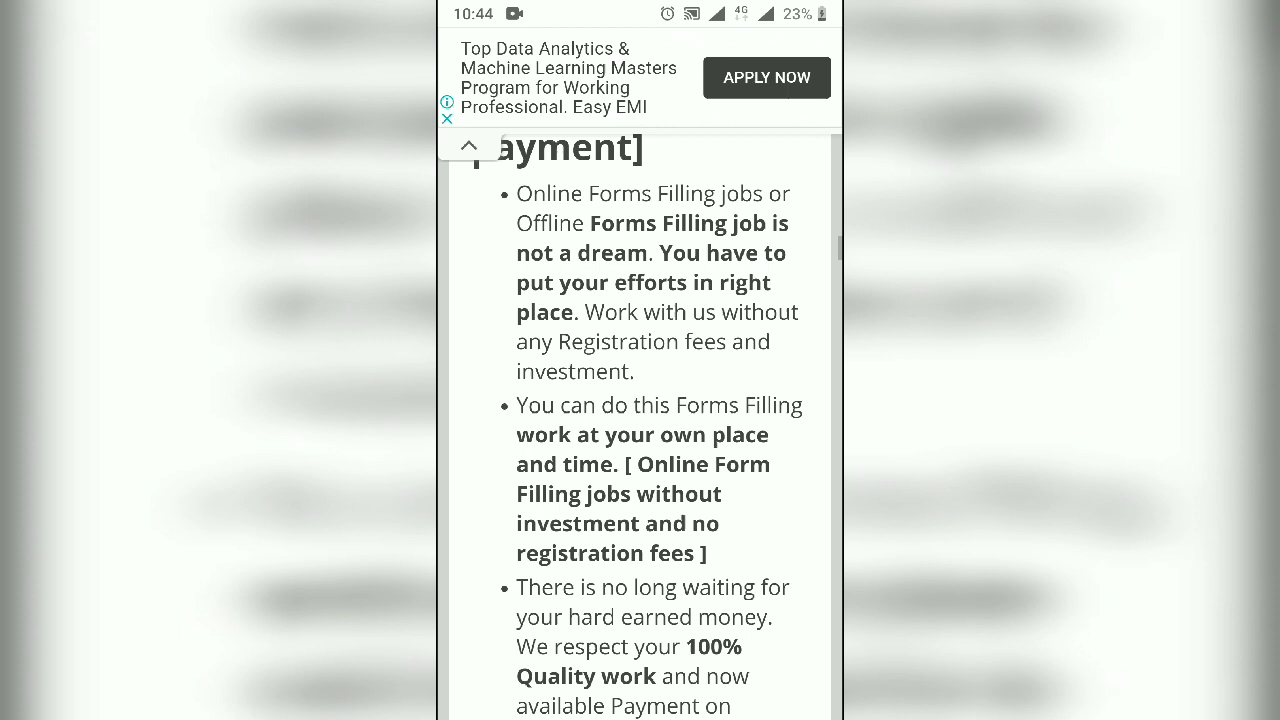 10:44
4G
23%
Top Data Analytics &
Machine Learning Masters
Program for Working
Professional. Easy EMI
APPLY NOW
ayment]
Online Forms Filling jobs or
Offline Forms Filling job is
not a dream. You have to
put your efforts in right
place. Work with us without
any Registration fees and
investment.
You can do this Forms Filling
work at your own place
and time. [ Online Form
Filling jobs without
investment and no
registration fees ]
There is no long waiting for
your hard earned money.
We respect your 100%
Quality work and now
available Payment on